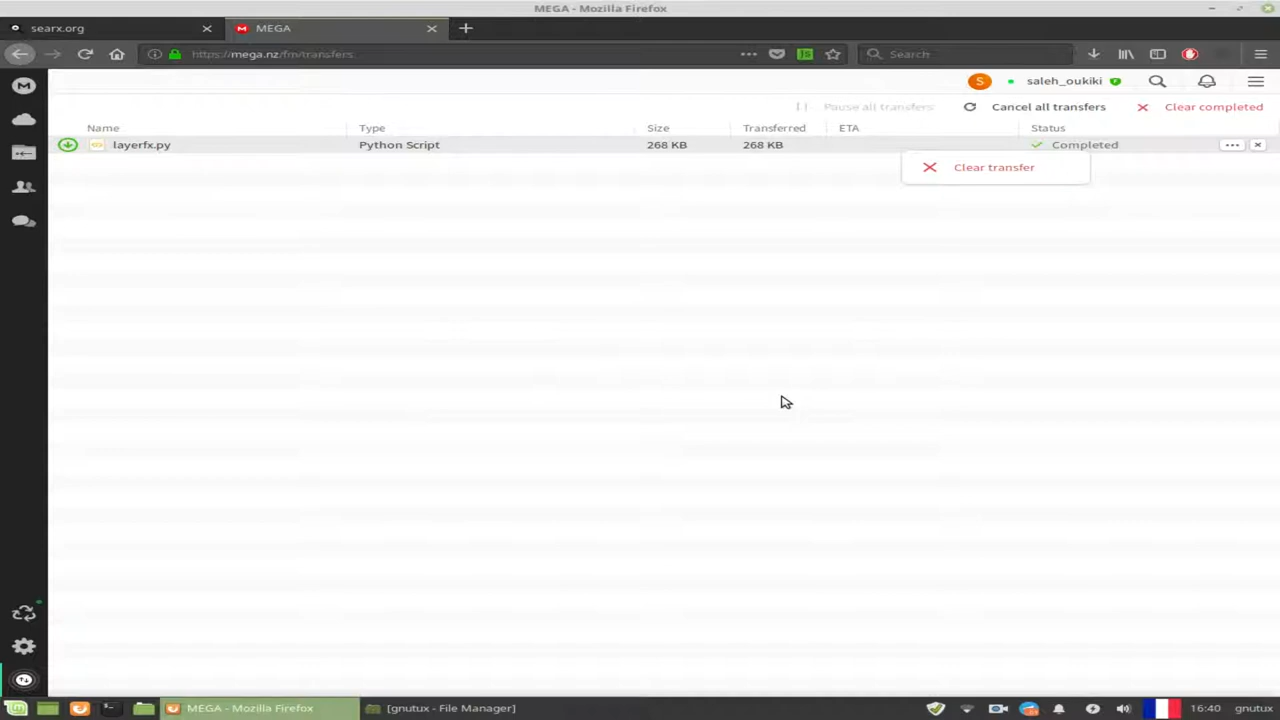 MEGA - Mozilla Firefox
searx.org
MEGA
https://mega.nz/fm/transfers
Search
S
saleh_oukiki
Pause all transfers
Cancel all transfers
Clear completed
Name
Type
Size
Transferred
ETA
Status
layerfx.py
Python Script
268 KB
268 KB
Completed
Clear transfer
MEGA - Mozilla Firefox
[gnutux - File Manager]
16:40
gnutux